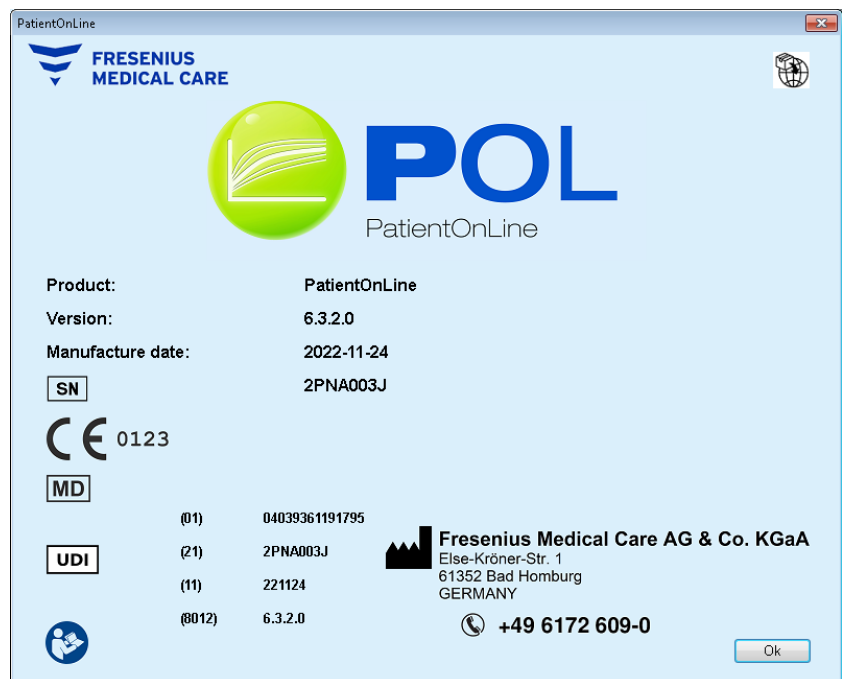 PatientOnLine
FRESENIUS
MEDICAL CARE
POL
PatientOnLine
Product: PatientOnLine
Version: 6.3.2.0
Manufacture date: 2022-11-24
SN 2PNA003J
CE 0123
MD
(01) 04039361191795
UDI (21) 2PNA003J
(11) 221124
(8012) 6.3.2.0
Fresenius Medical Care AG & Co. KGaA
Else-Kröner-Str. 1
61352 Bad Homburg
GERMANY
+49 6172 609-0
Ok